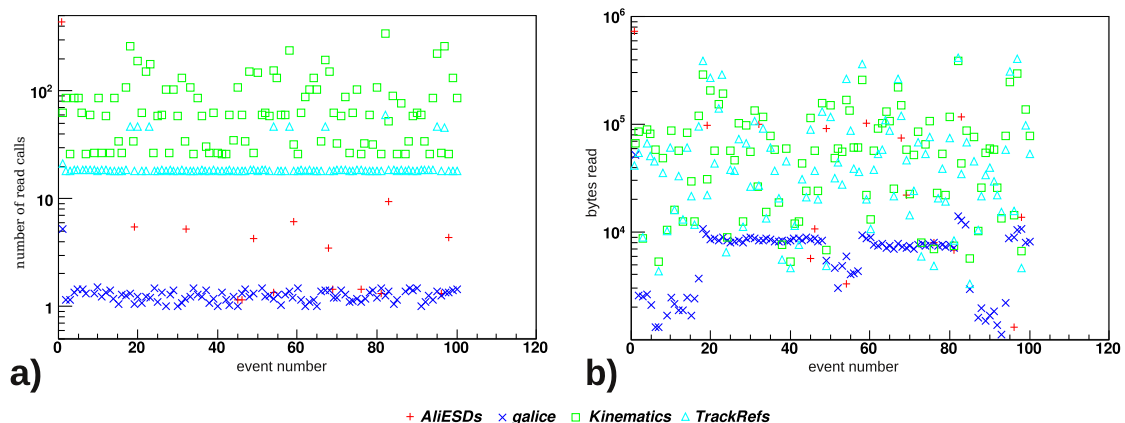 number of read calls
10²
10
1
0 20 40 60 80 100 120
event number
a)
bytes read
10⁶
10⁵
10⁴
0 20 40 60 80 100 120
event number
b)
AliESDs galice Kinematics TrackRefs